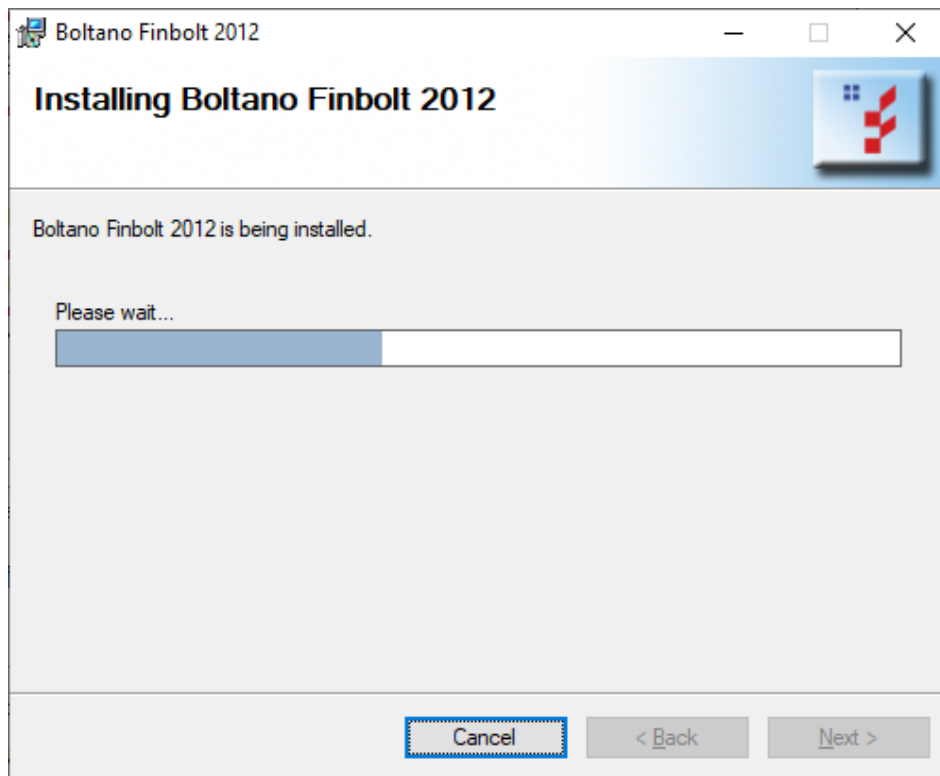 Boltano Finbolt 2012
Installing Boltano Finbolt 2012
Boltano Finbolt 2012 is being installed.
Please wait...
Cancel
< Back
Next >